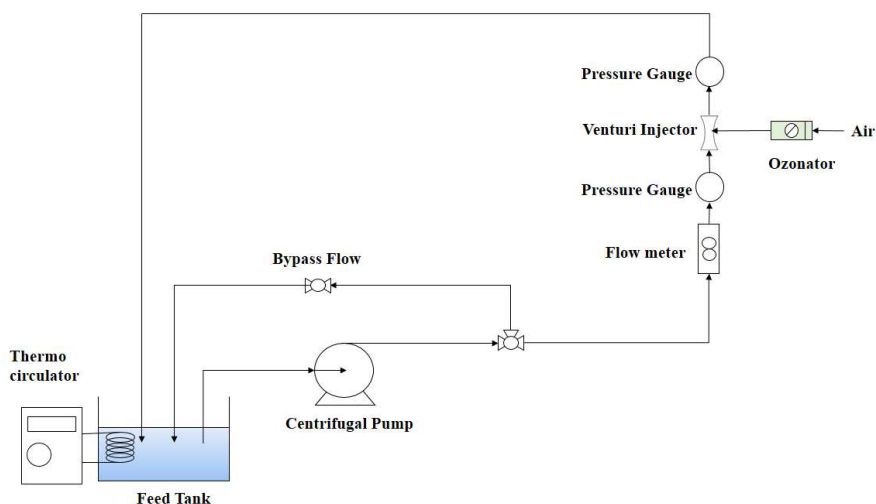 Pressure Gauge
Venturi Injector
Air
Ozonator
Pressure Gauge
Flow meter
Bypass Flow
Thermo
circulator
Centrifugal Pump
Feed Tank